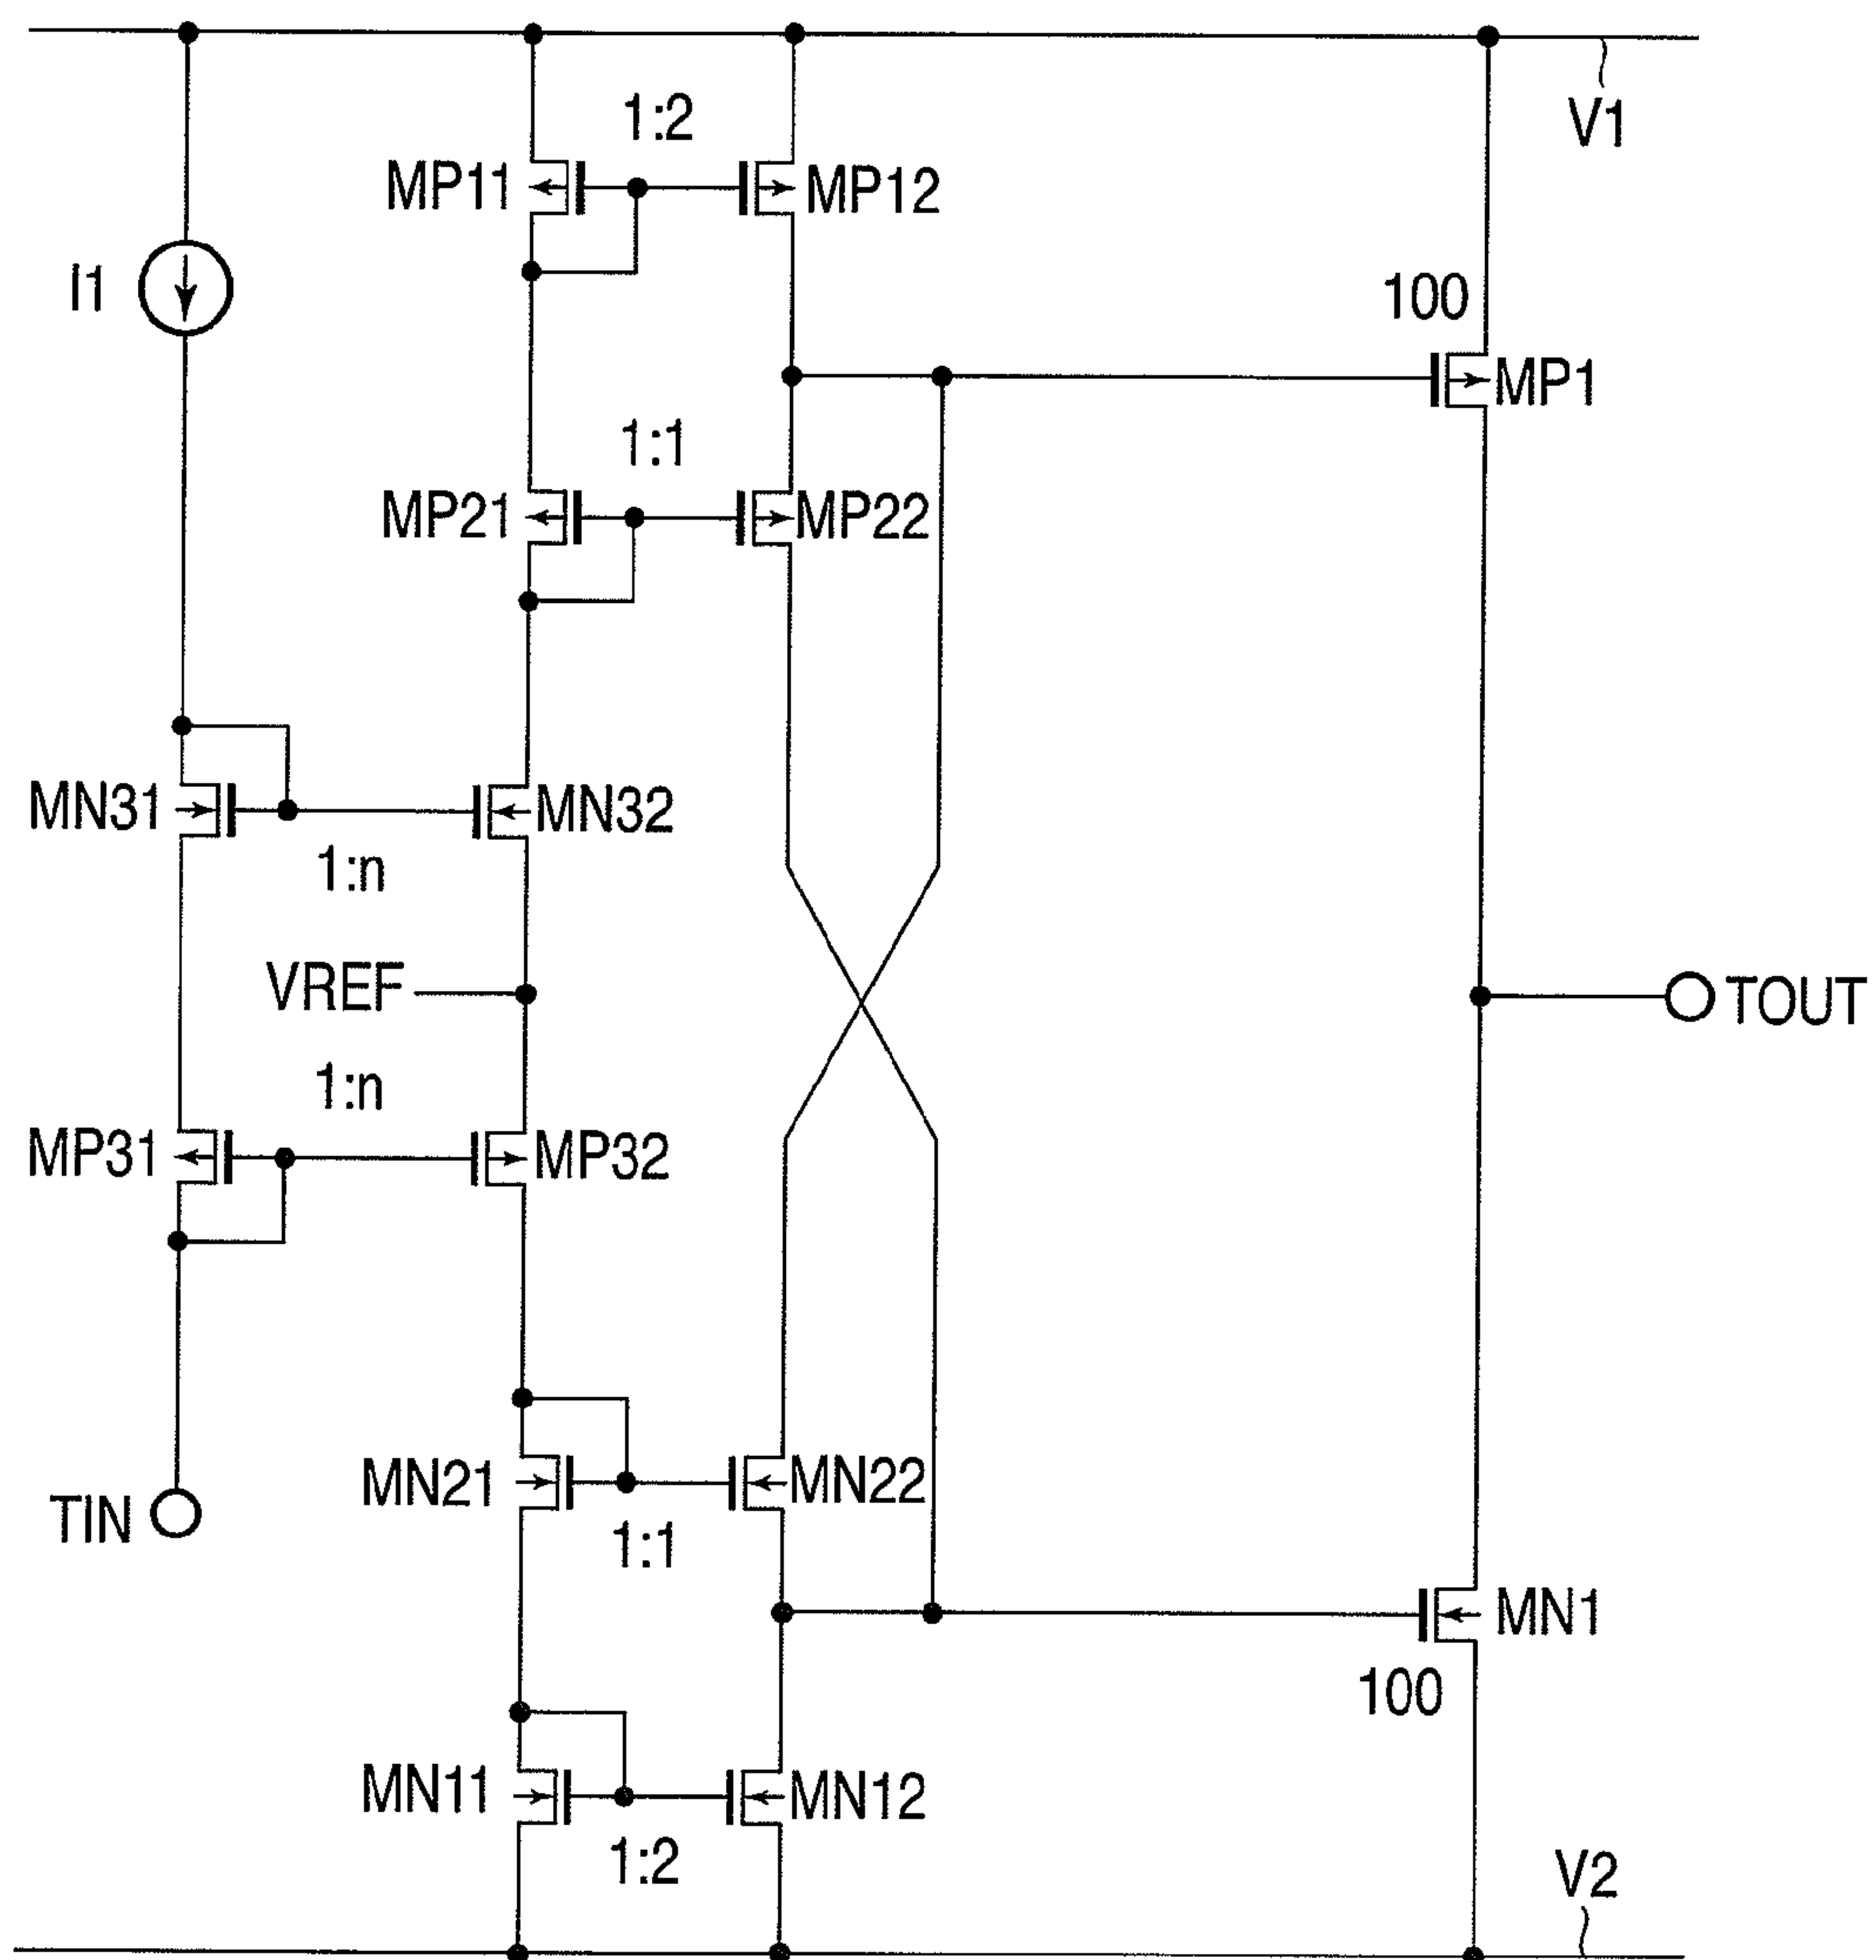 V1
1:2
MP11
MP12
I1
100
MP1
1:1
MP21
MP22
MN31
MN32
1:n
VREF
TOUT
1:n
MP31
MP32
MN21
MN22
TIN
1:1
MN1
100
MN11
MN12
1:2
V2